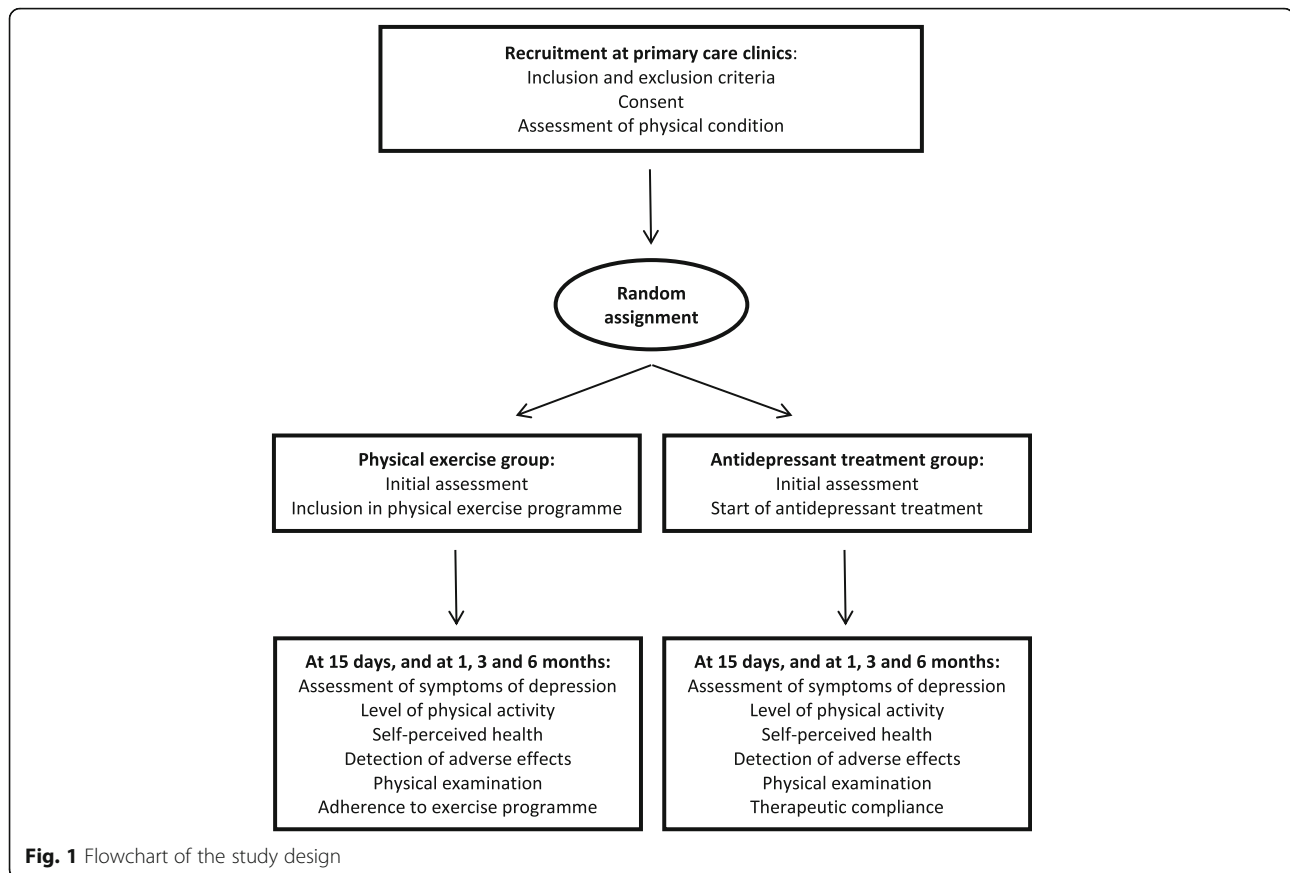 Recruitment at primary care clinics:
Inclusion and exclusion criteria
Consent
Assessment of physical condition
Random
assignment
Physical exercise group:
Initial assessment
Inclusion in physical exercise programme
Antidepressant treatment group:
Initial assessment
Start of antidepressant treatment
At 15 days, and at 1, 3 and 6 months:
Assessment of symptoms of depression
Level of physical activity
Self-perceived health
Detection of adverse effects
Physical examination
Adherence to exercise programme
At 15 days, and at 1, 3 and 6 months:
Assessment of symptoms of depression
Level of physical activity
Self-perceived health
Detection of adverse effects
Physical examination
Therapeutic compliance
Fig. 1 Flowchart of the study design